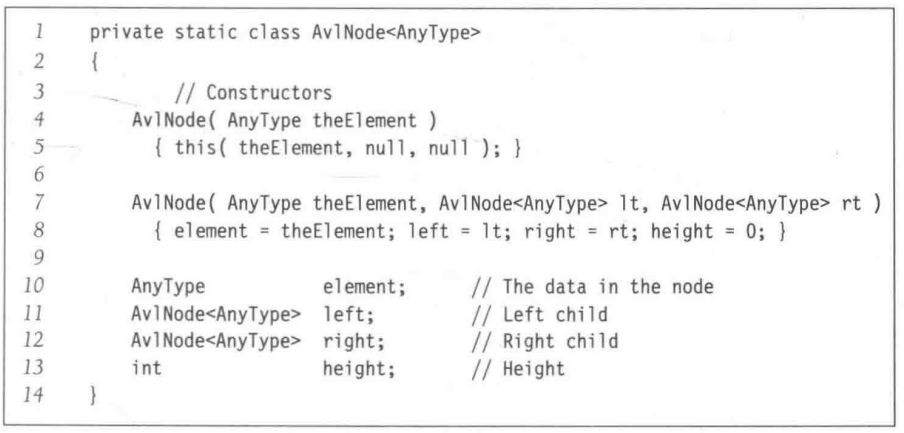 1 private static class AvlNode<AnyType>
2 {
3 // Constructors
4 AvlNode( AnyType theElement )
5 { this( theElement, null, null ); }
6
7 AvlNode( AnyType theElement, AvlNode<AnyType> lt, AvlNode<AnyType> rt )
8 { element = theElement; left = lt; right = rt; height = 0; }
9
10 AnyType element; // The data in the node
11 AvlNode<AnyType> left; // Left child
12 AvlNode<AnyType> right; // Right child
13 int height; // Height
14 }